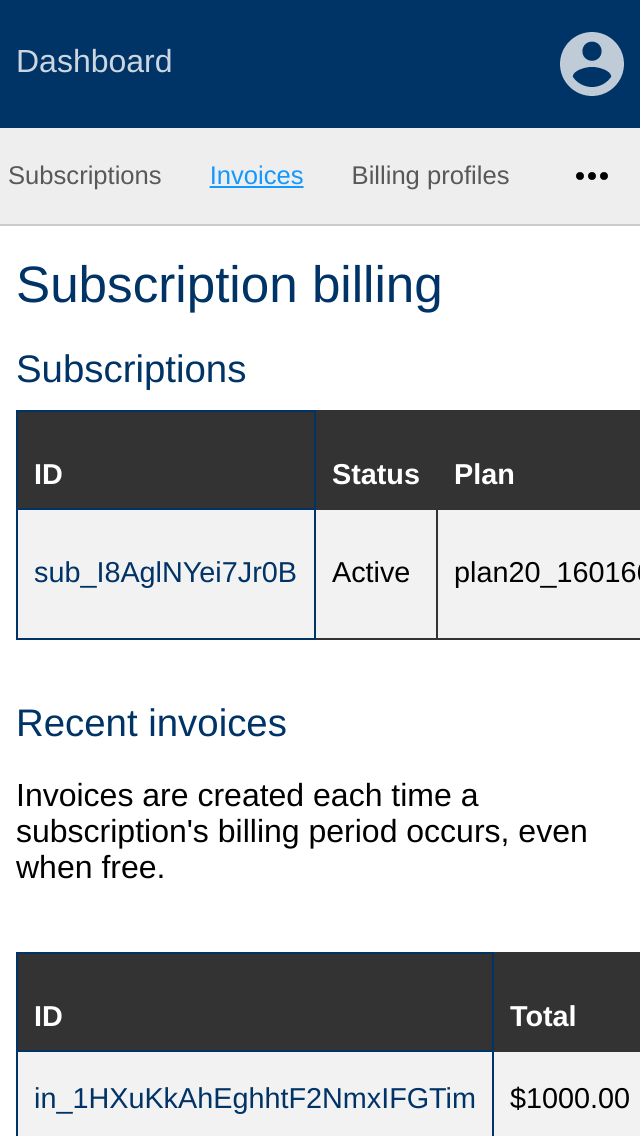 Dashboard
Subscriptions Invoices Billing profiles
Subscription billing
Subscriptions
ID Status Plan
sub_I8AglNYei7Jr0B Active plan20_16016
Recent invoices
Invoices are created each time a
subscription's billing period occurs, even
when free.
ID Total
in_1HXuKkAhEghhtF2NmxIFGTim $1000.00